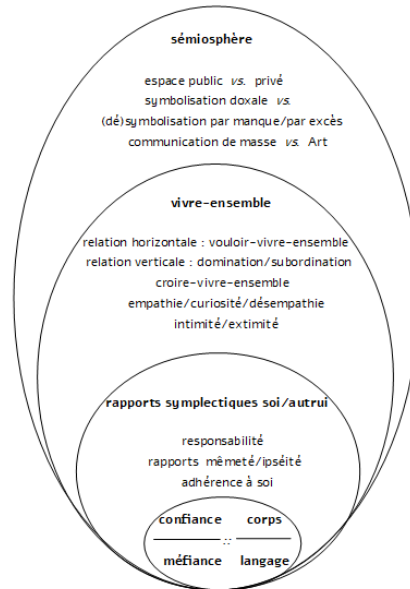 sémiosphère
espace public vs. privé
symbolisation doxale vs.
(dé)symbolisation par manque/par excès
communication de masse vs. Art
vivre-ensemble
relation horizontale : vouloir-vivre-ensemble
relation verticale : domination/subordination
croire-vivre-ensemble
empathie/curiosité/désempathie
intimité/extimité
rapports symplectiques soi/autrui
responsabilité
rapports mêmeté/ipséité
adhérence à soi
confiance corps
::
méfiance langage